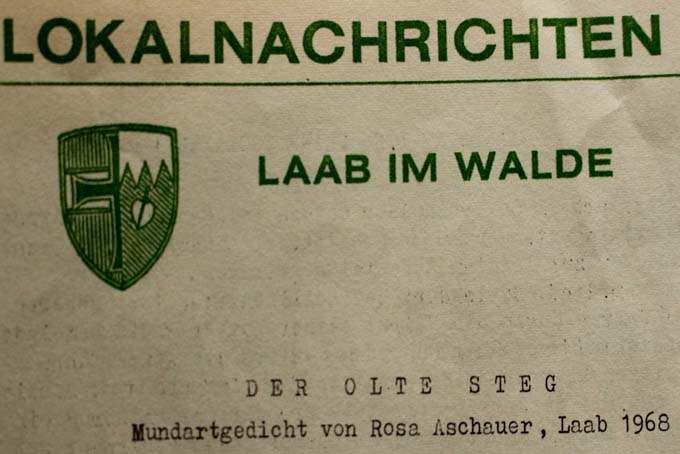 LOKALNACHRICHTEN
LAAB IM WALDE
DER OLTE STEG
Mundartgedicht von Rosa Aschauer, Laab 1968